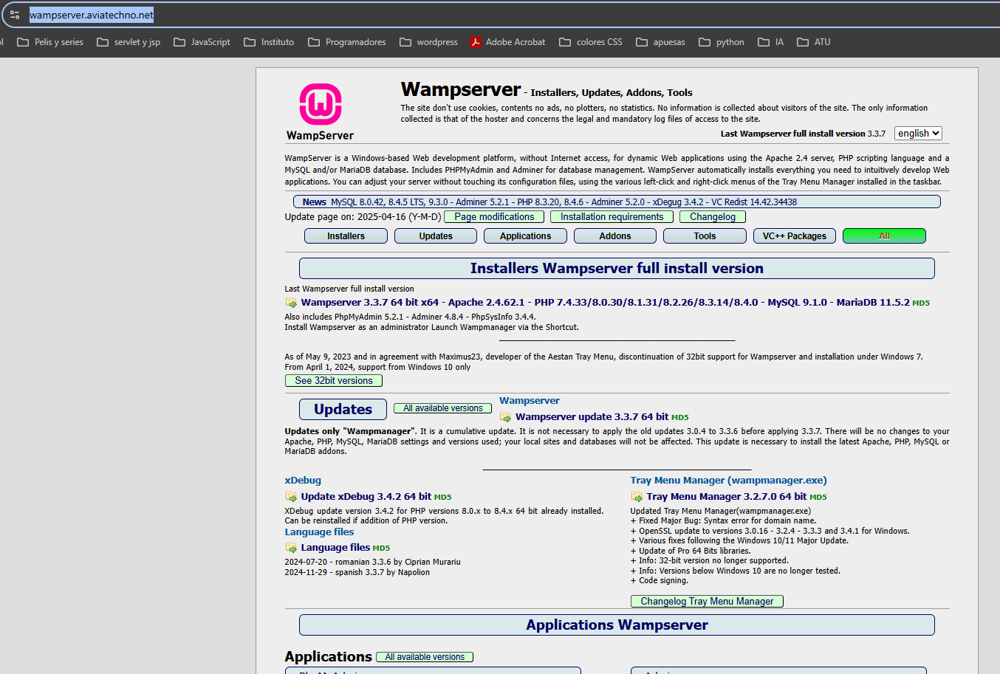 wampserver.aviatechno.net
Pelis y series
servlet y jsp
JavaScript
Instituto
Programadores
wordpress
Adobe Acrobat
colores CSS
apuesas
python
IA
ATU
WampServer
Wampserver - Installers, Updates, Addons, Tools
The site don't use cookies, contents no ads, no plotters, no statistics. No information is collected about visitors of the site. The only information
collected is that of the hoster and concerns the legal and mandatory log files of access to the site.
Last Wampserver full install version 3.3.7 english
WampServer is a Windows-based Web development platform, without Internet access, for dynamic Web applications using the Apache 2.4 server, PHP scripting language and a
MySQL and/or MariaDB database. Includes PHPMyAdmin and Adminer for database management. WampServer automatically installs everything you need to intuitively develop Web
applications. You can adjust your server without touching its configuration files, using the various left-click and right-click menus of the Tray Menu Manager installed in the taskbar.
News MySQL 8.0.42, 8.4.5 LTS, 9.3.0 - Adminer 5.2.1 - PHP 8.3.20, 8.4.6 - Adminer 5.2.0 - xDegug 3.4.2 - VC Redist 14.42.34438
Update page on: 2025-04-16 (Y-M-D) Page modifications Installation requirements Changelog
Installers Updates Applications Addons Tools VC++ Packages All
Installers Wampserver full install version
Last Wampserver full install version
Wampserver 3.3.7 64 bit x64 - Apache 2.4.62.1 - PHP 7.4.33/8.0.30/8.1.31/8.2.26/8.3.14/8.4.0 - MySQL 9.1.0 - MariaDB 11.5.2 MD5
Also includes PhpMyAdmin 5.2.1 - Adminer 4.8.4 - PhpSysInfo 3.4.4.
Install Wampserver as an administrator Launch Wampmanager via the Shortcut.
As of May 9, 2023 and in agreement with Maximus23, developer of the Aestan Tray Menu, discontinuation of 32bit support for Wampserver and installation under Windows 7.
From April 1, 2024, support from Windows 10 only
See 32bit versions
Updates All available versions
Wampserver
Wampserver update 3.3.7 64 bit MD5
Updates only "Wampmanager". It is a cumulative update. It is not necessary to apply the old updates 3.0.4 to 3.3.6 before applying 3.3.7. There will be no changes to your
Apache, PHP, MySQL, MariaDB settings and versions used; your local sites and databases will not be affected. This update is necessary to install the latest Apache, PHP, MySQL or
MariaDB addons.
xDebug
Update xDebug 3.4.2 64 bit MD5
XDebug update version 3.4.2 for PHP versions 8.0.x to 8.4.x 64 bit already installed.
Can be reinstalled if addition of PHP version.
Language files
Language files MD5
2024-07-20 - romanian 3.3.6 by Ciprian Murariu
2024-11-29 - spanish 3.3.7 by Napolion
Tray Menu Manager (wampmanager.exe)
Tray Menu Manager 3.2.7.0 64 bit MD5
Updated Tray Menu Manager(wampmanager.exe)
+ Fixed Major Bug: Syntax error for domain name.
+ OpenSSL update to versions 3.0.16 - 3.2.4 - 3.3.3 and 3.4.1 for Windows.
+ Various fixes following the Windows 10/11 Major Update.
+ Update of Pro 64 Bits libraries.
+ Info: 32-bit version no longer supported.
+ Info: Versions below Windows 10 are no longer tested.
+ Code signing.
Changelog Tray Menu Manager
Applications Wampserver
Applications All available versions